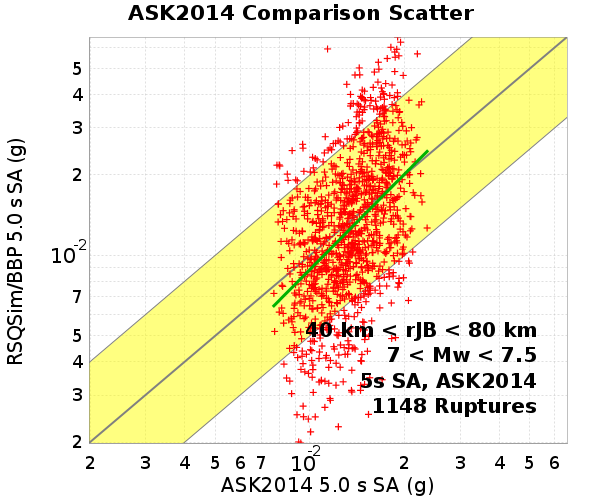 ASK2014 Comparison Scatter
RSQSim/BBP 5.0 s SA (g)
5
4
3
2
10-2
7
5
4
3
2
40 km < rJB < 80 km
7 < Mw < 7.5
5s SA, ASK2014
1148 Ruptures
2 3 4 5 6 7 10-2 2 3 4 5 6
ASK2014 5.0 s SA (g)